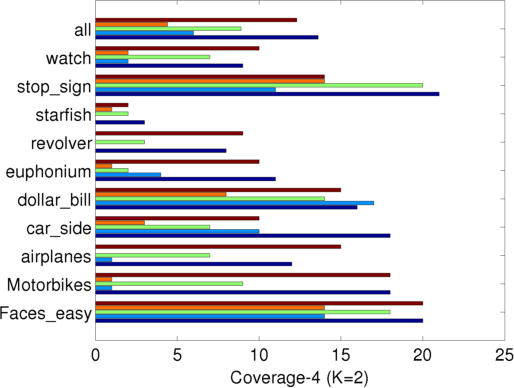 all
watch
stop_sign
starfish
revolver
euphonium
dollar_bill
car_side
airplanes
Motorbikes
Faces_easy
0 5 10 15 20 25
Coverage-4 (K=2)